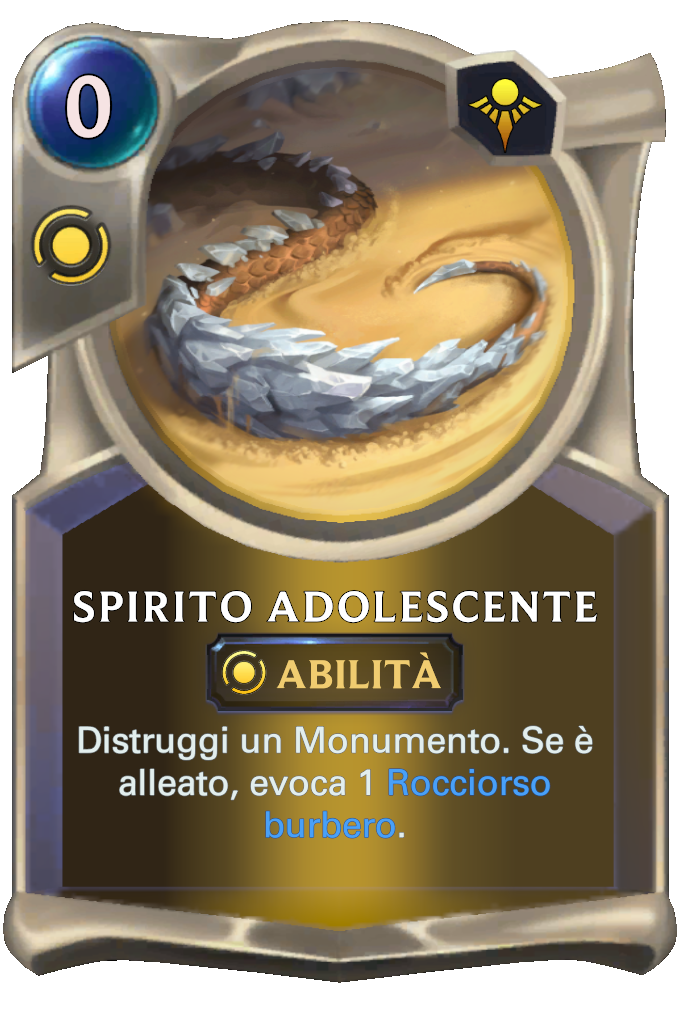 0
SPIRITO ADOLESCENTE
ABILITÀ
Distruggi un Monumento. Se è
alleato, evoca 1 Rocciorso
burbero.